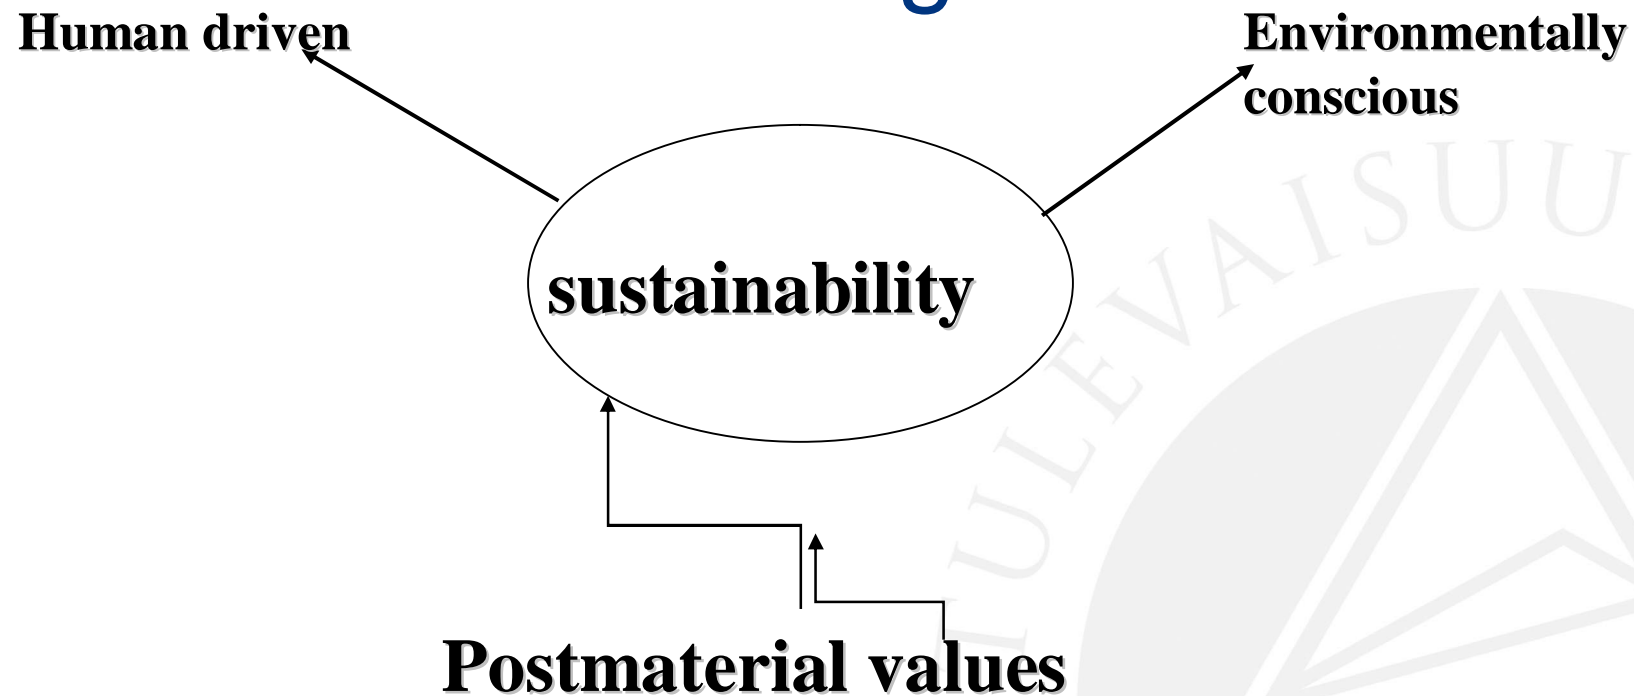 Human driven
Environmentally
conscious
sustainability
Postmaterial values